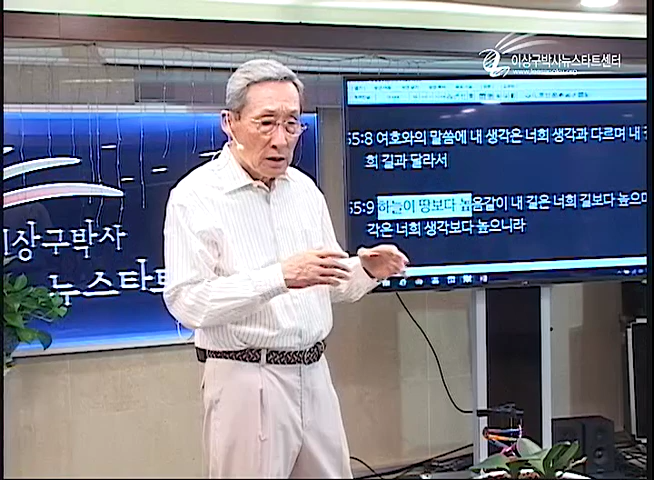 이상구박사뉴스타트센터
55:8 여호와의 말씀에 내 생각은 너희 생각과 다르며 내
희 길과 달라서
55:9 하늘이 땅보다 높음같이 내 길은 너희 길보다 높으며
각은 너희 생각보다 높으니라
이상구박사
뉴스타트